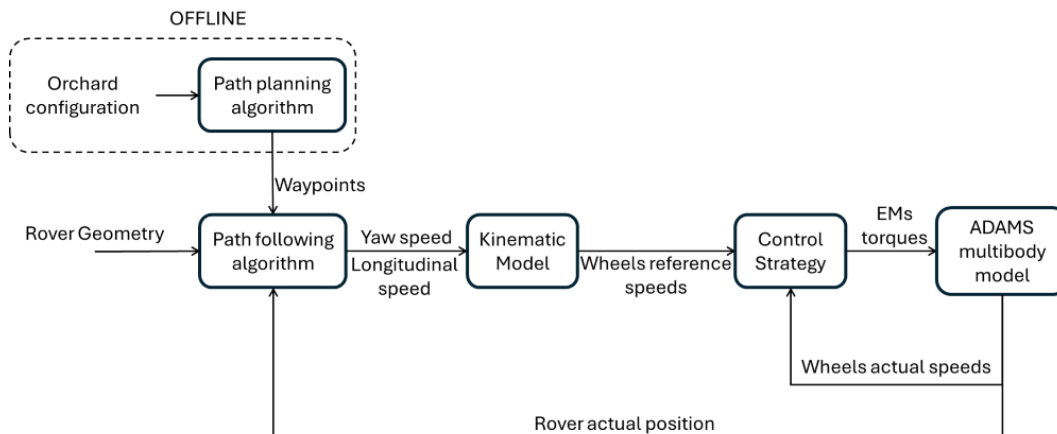 OFFLINE
Orchard
configuration
Path planning
algorithm
Waypoints
Rover Geometry
Path following
algorithm
Yaw speed
Longitudinal
speed
Kinematic
Model
Wheels reference
speeds
Control
Strategy
EMs
torques
ADAMS
multibody
model
Wheels actual speeds
Rover actual position